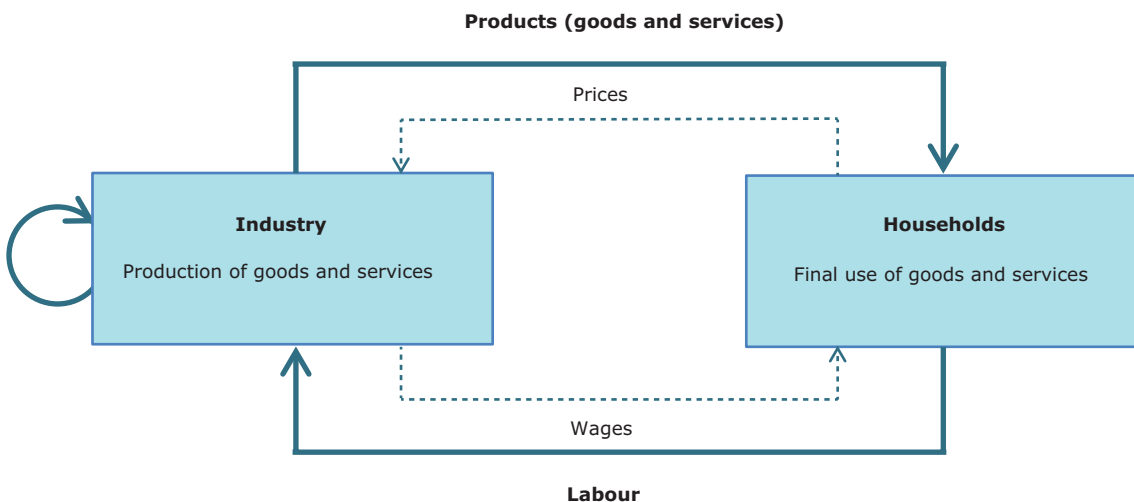 Products (goods and services)
Prices
Industry
Production of goods and services
Households
Final use of goods and services
Wages
Labour